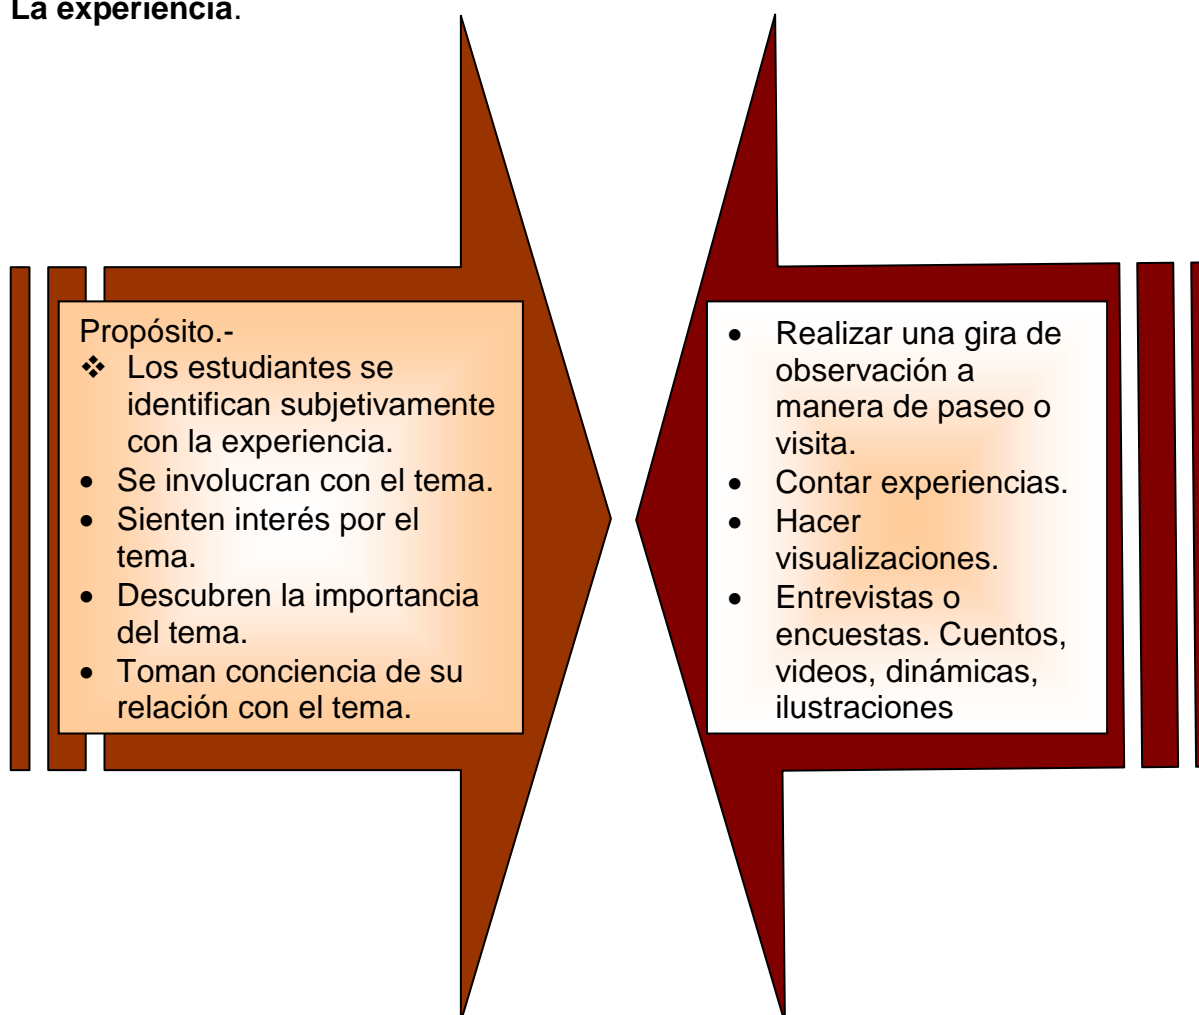 La experiencia.
Propósito.-
❖ Los estudiantes se
identifican subjetivamente
con la experiencia.
• Se involucran con el tema.
• Sienten interés por el
tema.
• Descubren la importancia
del tema.
• Toman conciencia de su
relación con el tema.
• Realizar una gira de
observación a
manera de paseo o
visita.
• Contar experiencias.
• Hacer
visualizaciones.
• Entrevistas o
encuestas. Cuentos,
videos, dinámicas,
ilustraciones